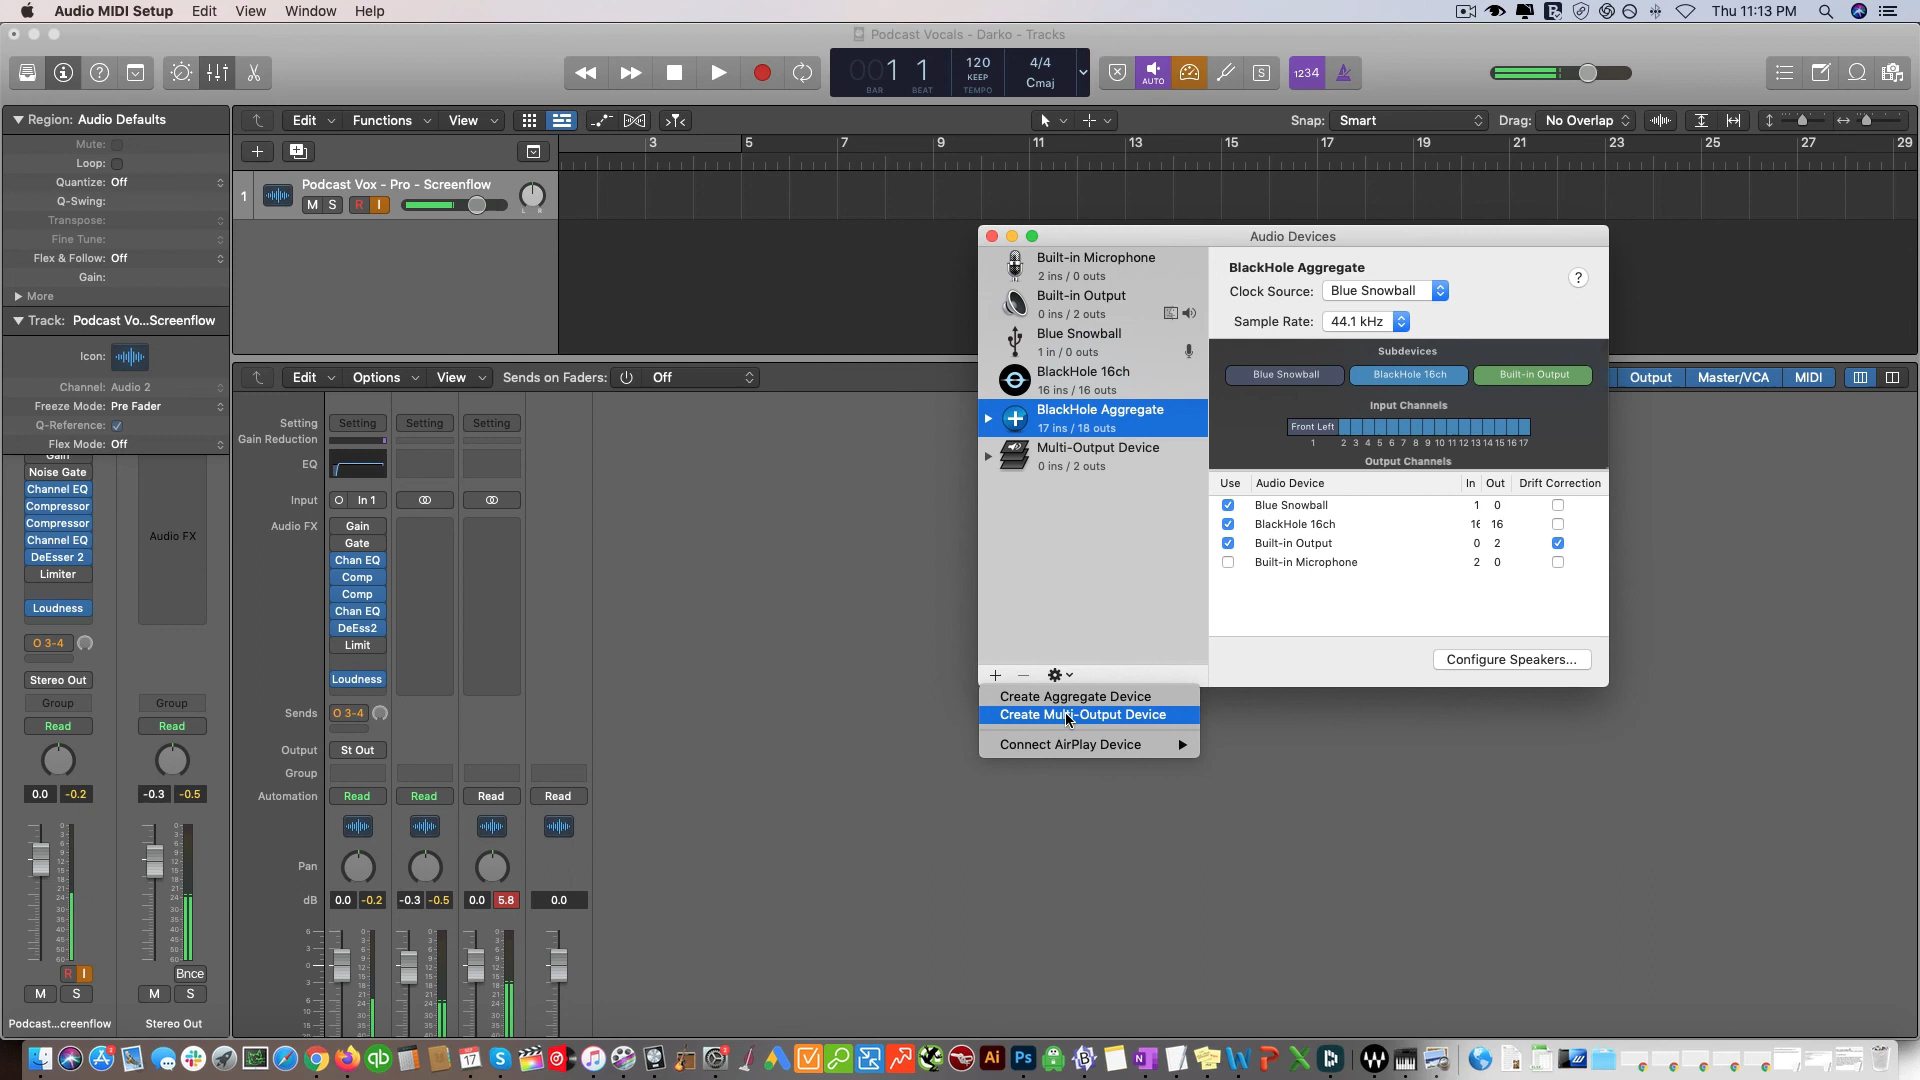 Audio MIDI Setup Edit View Window Help
Thu 11:13 PM
Podcast Vocals - Darko - Tracks
001 1
BAR BEAT
120
KEEP
TEMPO
4/4
Cmaj
AUTO
S
1234
Region: Audio Defaults
Mute:
Loop:
Quantize: Off
Q-Swing:
Transpose:
Fine Tune:
Flex & Follow: Off
Gain:
More
Track: Podcast Vo...Screenflow
Icon:
Channel: Audio 2
Freeze Mode: Pre Fader
Q-Reference:
Flex Mode: Off
Edit Functions View
Snap: Smart
Drag: No Overlap
3 5 7 9 11 13 15 17 19 21 23 25 27 29
1
Podcast Vox - Pro - Screenflow
M S R I
L R
Edit Options View Sends on Faders: Off
Output Master/VCA MIDI
Gain
Noise Gate
Channel EQ
Compressor
Compressor
Channel EQ
DeEsser 2
Limiter
Loudness
O 3-4
Stereo Out
Group
Read
0.0 -0.2
R I
M S
Podcast...creenflow
Audio FX
Group
Read
-0.3 -0.5
Bnce
M S
Stereo Out
Setting Setting Setting Setting
Gain Reduction
EQ
Input In 1
Audio FX Gain
Gate
Chan EQ
Comp
Comp
Chan EQ
DeEss2
Limit
Loudness
Sends O 3-4
Output St Out
Group
Automation Read Read Read Read
Pan
dB 0.0 -0.2 -0.3 -0.5 0.0 5.8 0.0
Audio Devices
Built-in Microphone
2 ins / 0 outs
Built-in Output
0 ins / 2 outs
Blue Snowball
1 in / 0 outs
BlackHole 16ch
16 ins / 16 outs
BlackHole Aggregate
17 ins / 18 outs
Multi-Output Device
0 ins / 2 outs
BlackHole Aggregate
?
Clock Source: Blue Snowball
Sample Rate: 44.1 kHz
Subdevices
Blue Snowball BlackHole 16ch Built-in Output
Input Channels
Front Left
1 2 3 4 5 6 7 8 9 10 11 12 13 14 15 16 17
Output Channels
Use Audio Device In Out Drift Correction
Blue Snowball 1 0
BlackHole 16ch 16 16
Built-in Output 0 2
Built-in Microphone 2 0
Configure Speakers...
Create Aggregate Device
Create Multi-Output Device
Connect AirPlay Device